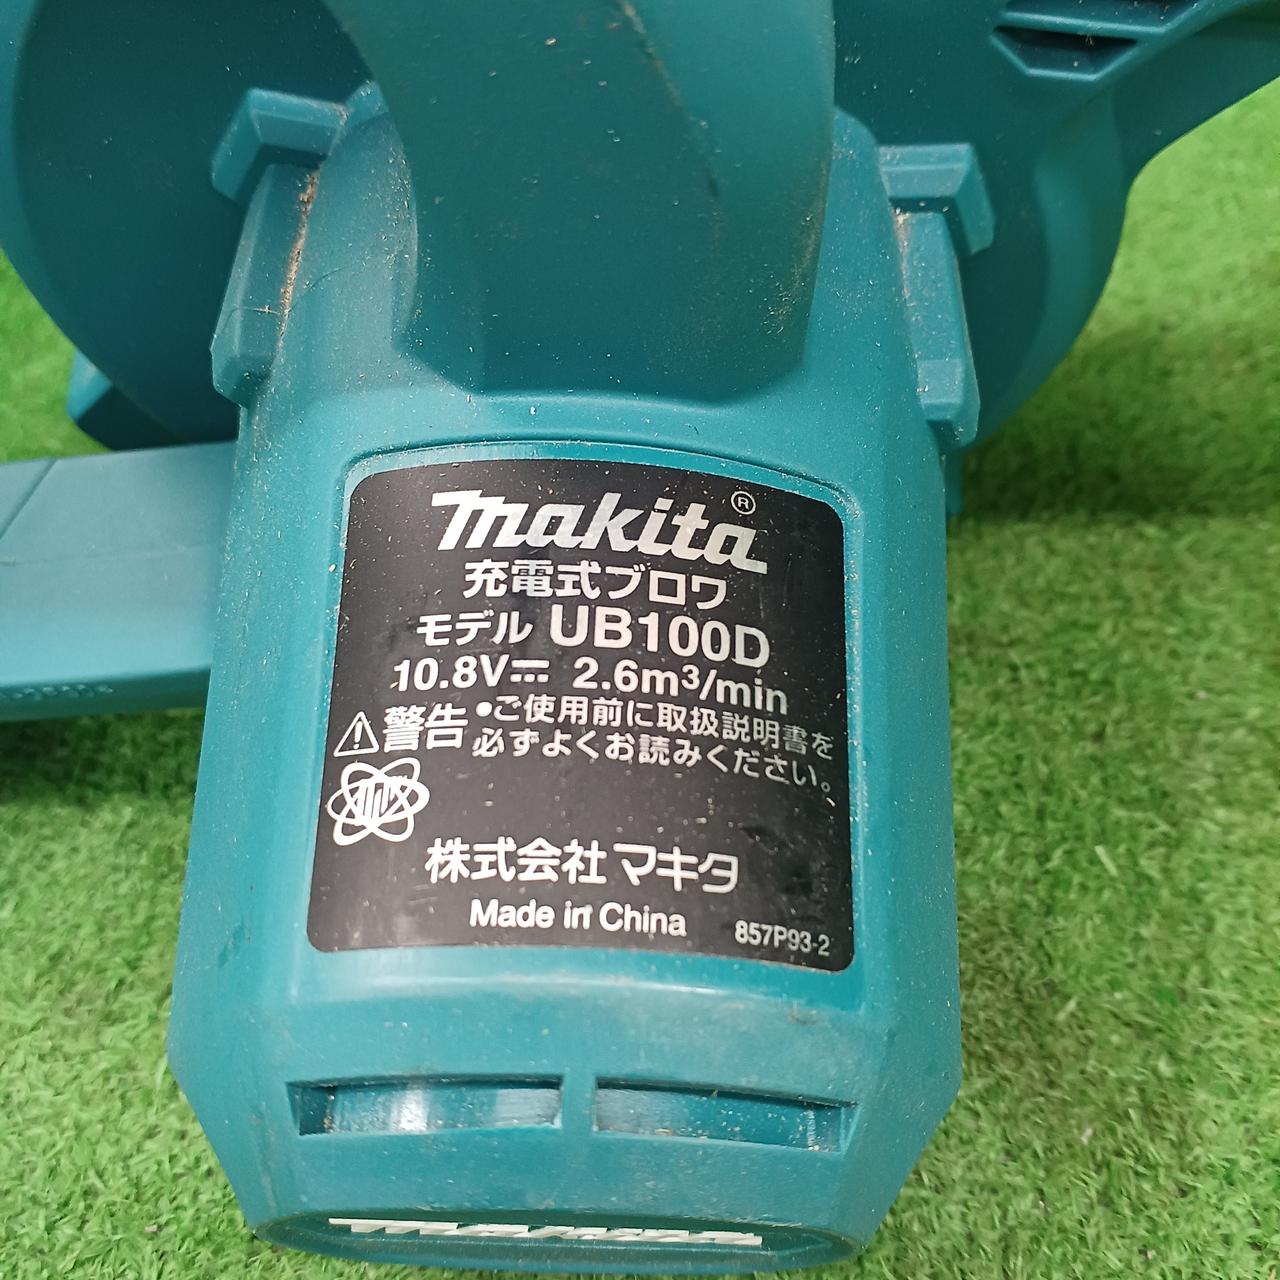 makita®
充電式ブロワ
モデル UB100D
10.8V⎓ 2.6m³/min
⚠警告 •ご使用前に取扱説明書を
必ずよくお読みください。
株式会社マキタ
Made in China 857P93-2
makita